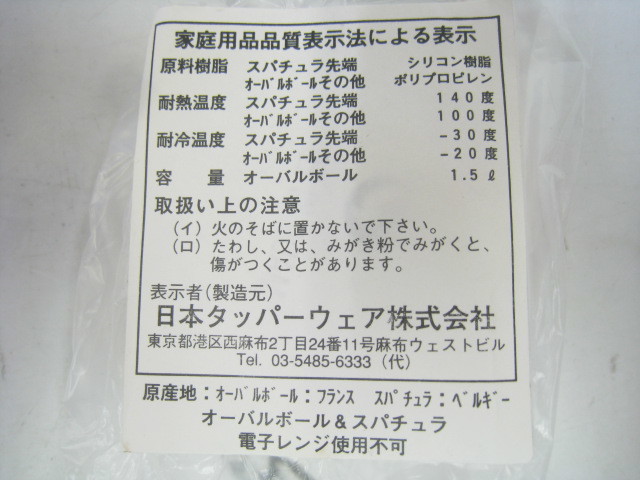 家庭用品品質表示法による表示
原料樹脂 スパチュラ先端 シリコン樹脂
ｵｰﾊﾞﾙﾎﾞｰﾙその他 ポリプロピレン
耐熱温度 スパチュラ先端 140度
ｵｰﾊﾞﾙﾎﾞｰﾙその他 100度
耐冷温度 スパチュラ先端 -30度
ｵｰﾊﾞﾙﾎﾞｰﾙその他 -20度
容 量 オーバルボール 1.5ℓ
取扱い上の注意
（イ）火のそばに置かないで下さい。
（ロ）たわし、又は、みがき粉でみがくと、
傷がつくことがあります。
表示者（製造元）
日本タッパーウェア株式会社
東京都港区西麻布2丁目24番11号麻布ウェストビル
Tel. 03-5485-6333（代）
原産地：ｵｰﾊﾞﾙﾎﾞｰﾙ：ﾌﾗﾝｽ ｽﾊﾟﾁｭﾗ：ﾍﾞﾙｷﾞｰ
オーバルボール＆スパチュラ
電子レンジ使用不可